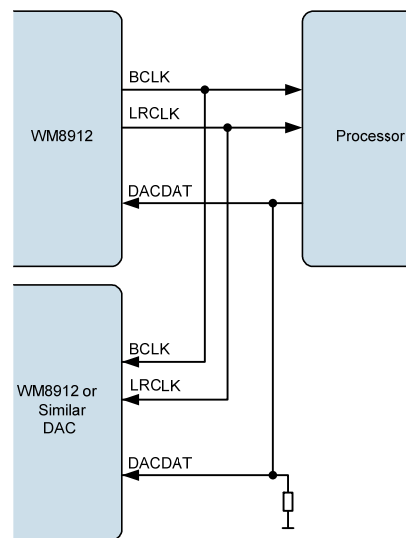 BCLK
LRCLK
WM8912
Processor
DACDAT
BCLK
LRCLK
WM8912 or
Similar
DAC
DACDAT